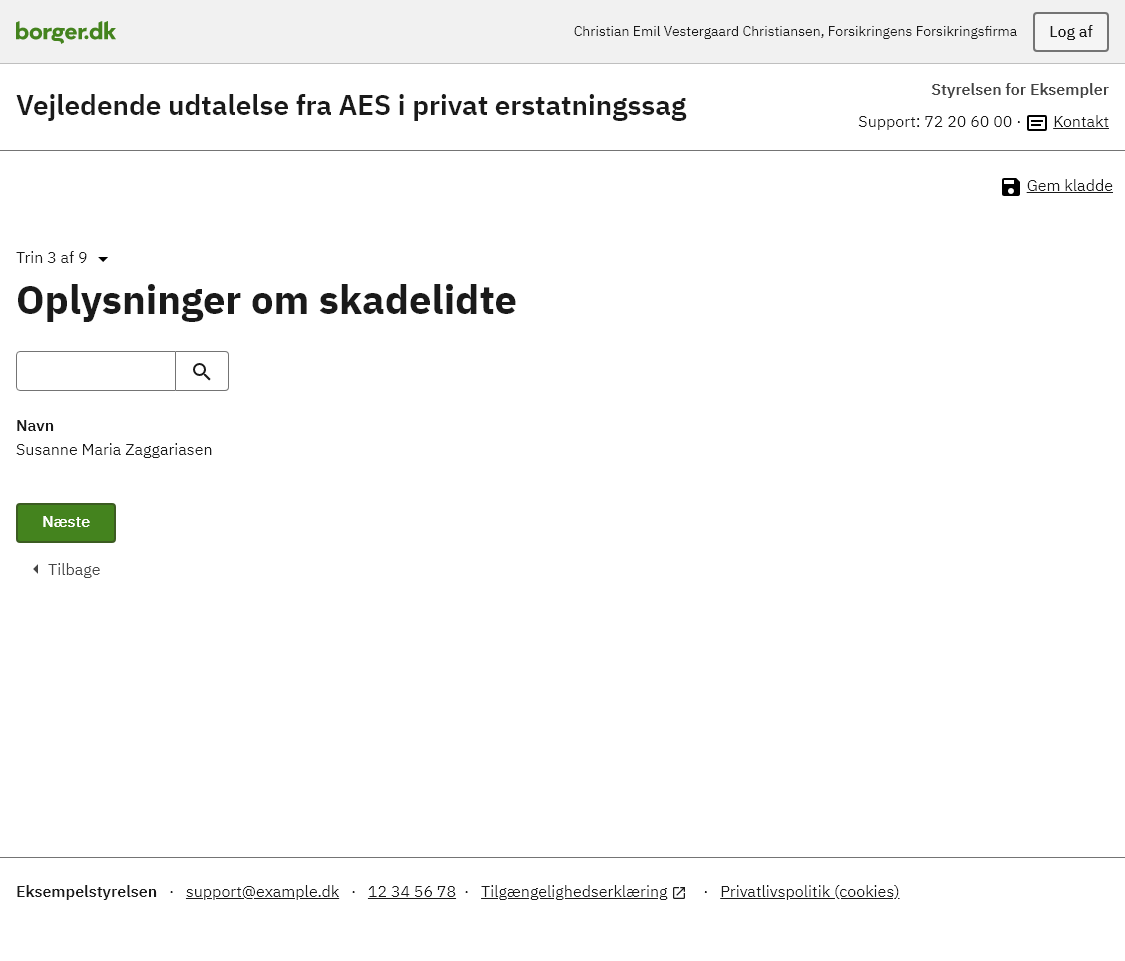 borger.dk
Christian Emil Vestergaard Christiansen, Forsikringens Forsikringsfirma
Log af
Vejledende udtalelse fra AES i privat erstatningssag
Styrelsen for Eksempler
Support: 72 20 60 00 · Kontakt
Gem kladde
Trin 3 af 9
Oplysninger om skadelidte
Navn
Susanne Maria Zaggariasen
Næste
Tilbage
Eksempelstyrelsen · support@example.dk · 12 34 56 78 · Tilgængelighedserklæring · Privatlivspolitik (cookies)